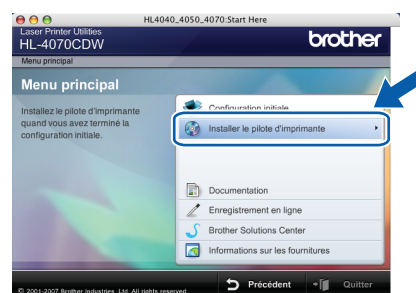 HL4040_4050_4070:Start Here
Laser Printer Utilities
HL-4070CDW
brother
Menu principal
Menu principal
Installez le pilote d'imprimante
quand vous avez terminé la
configuration initiale.
Configuration initiale
Installer le pilote d'imprimante
Documentation
Enregistrement en ligne
Brother Solutions Center
Informations sur les fournitures
© 2001-2007 Brother Industries, Ltd. All rights reserved
Précédent
Quitter